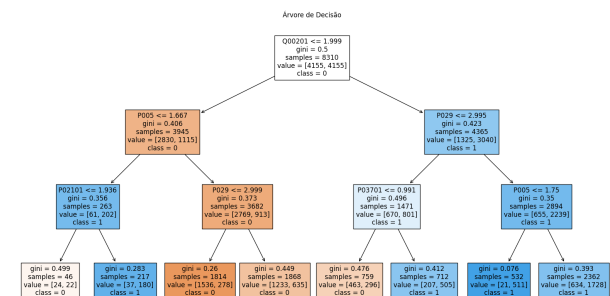 Árvore de Decisão
Q00201 <= 1.999
gini = 0.5
samples = 8310
value = [4155, 4155]
class = 0
P005 <= 1.667
gini = 0.406
samples = 3945
value = [2830, 1115]
class = 0
P029 <= 2.995
gini = 0.423
samples = 4365
value = [1325, 3040]
class = 1
P02101 <= 1.936
gini = 0.356
samples = 263
value = [61, 202]
class = 1
P029 <= 2.999
gini = 0.373
samples = 3682
value = [2769, 913]
class = 0
P03701 <= 0.991
gini = 0.496
samples = 1471
value = [670, 801]
class = 1
P005 <= 1.75
gini = 0.35
samples = 2894
value = [655, 2239]
class = 1
gini = 0.499
samples = 46
value = [24, 22]
class = 0
gini = 0.283
samples = 217
value = [37, 180]
class = 1
gini = 0.26
samples = 1814
value = [1536, 278]
class = 0
gini = 0.449
samples = 1868
value = [1233, 635]
class = 0
gini = 0.476
samples = 759
value = [463, 296]
class = 0
gini = 0.412
samples = 712
value = [207, 505]
class = 1
gini = 0.076
samples = 532
value = [21, 511]
class = 1
gini = 0.393
samples = 2362
value = [634, 1728]
class = 1